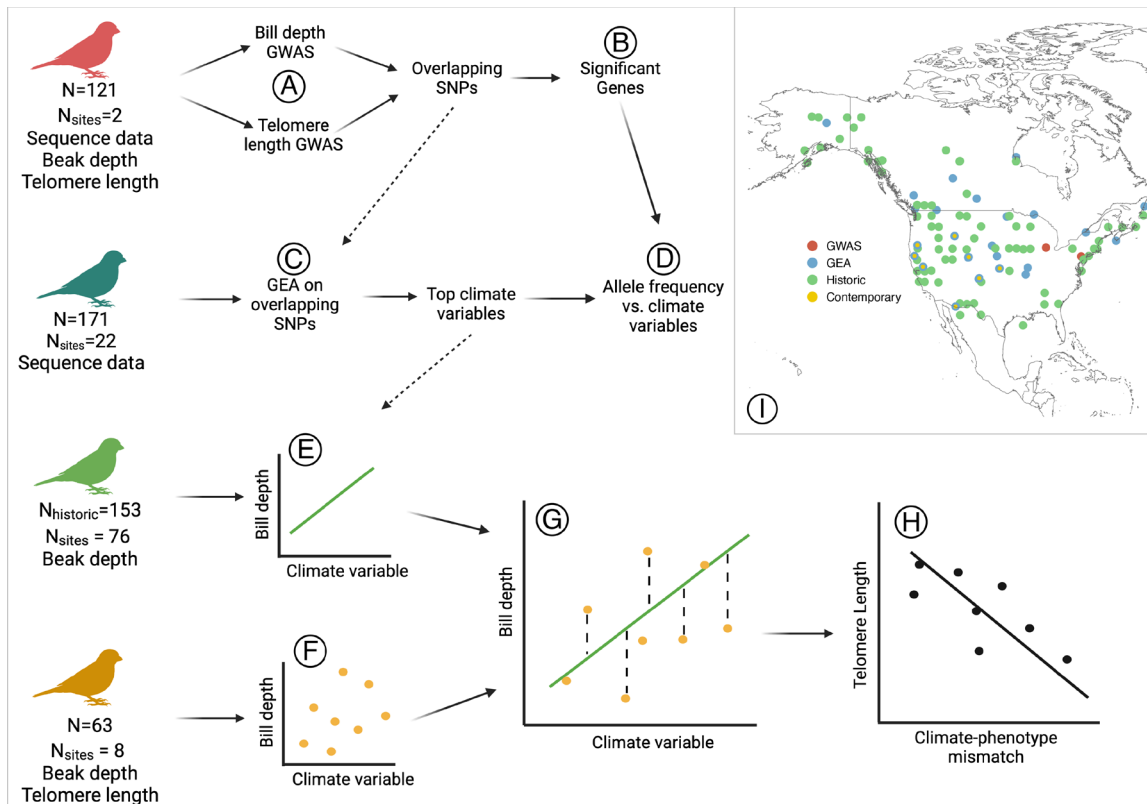 N=121
Nsites=2
Sequence data
Beak depth
Telomere length
Bill depth
GWAS
A
Telomere
length GWAS
Overlapping
SNPs
B
Significant
Genes
N=171
Nsites=22
Sequence data
C
GEA on
overlapping
SNPs
Top climate
variables
D
Allele frequency
vs. climate
variables
Nhistoric=153
Nsites = 76
Beak depth
E
Bill depth
Climate variable
N=63
Nsites = 8
Beak depth
Telomere length
F
Bill depth
Climate variable
G
Bill depth
Climate variable
H
Telomere Length
Climate-phenotype
mismatch
GWAS
GEA
Historic
Contemporary
I